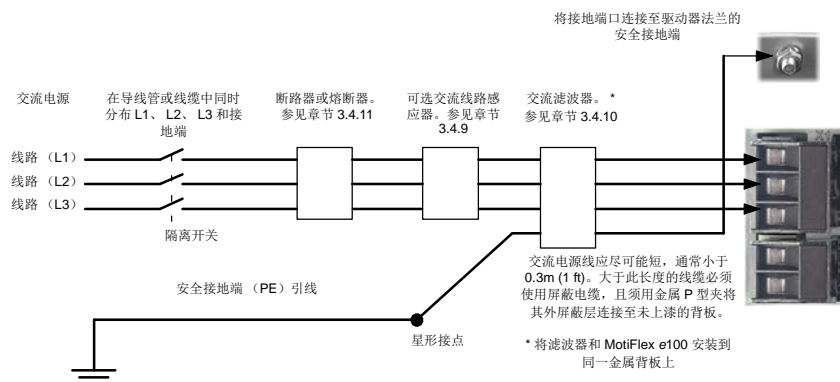 将接地端口连接至驱动器法兰的
安全接地端
交流电源
在导线管或线缆中同时
分布 L1、 L2、 L3 和接
地端
断路器或熔断器。
参见章节 3.4.11
可选交流线路感
应器。参见章节
3.4.9
交流滤波器。 *
参见章节 3.4.10
线路 （L1）
线路 （L2）
线路 （L3）
隔离开关
交流电源线应尽可能短，通常小于
0.3m (1 ft)。大于此长度的线缆必须
使用屏蔽电缆，且须用金属 P 型夹将
其外屏蔽层连接至未上漆的背板。
安全接地端 （PE）引线
星形接点
* 将滤波器和 MotiFlex e100 安装到
同一金属背板上